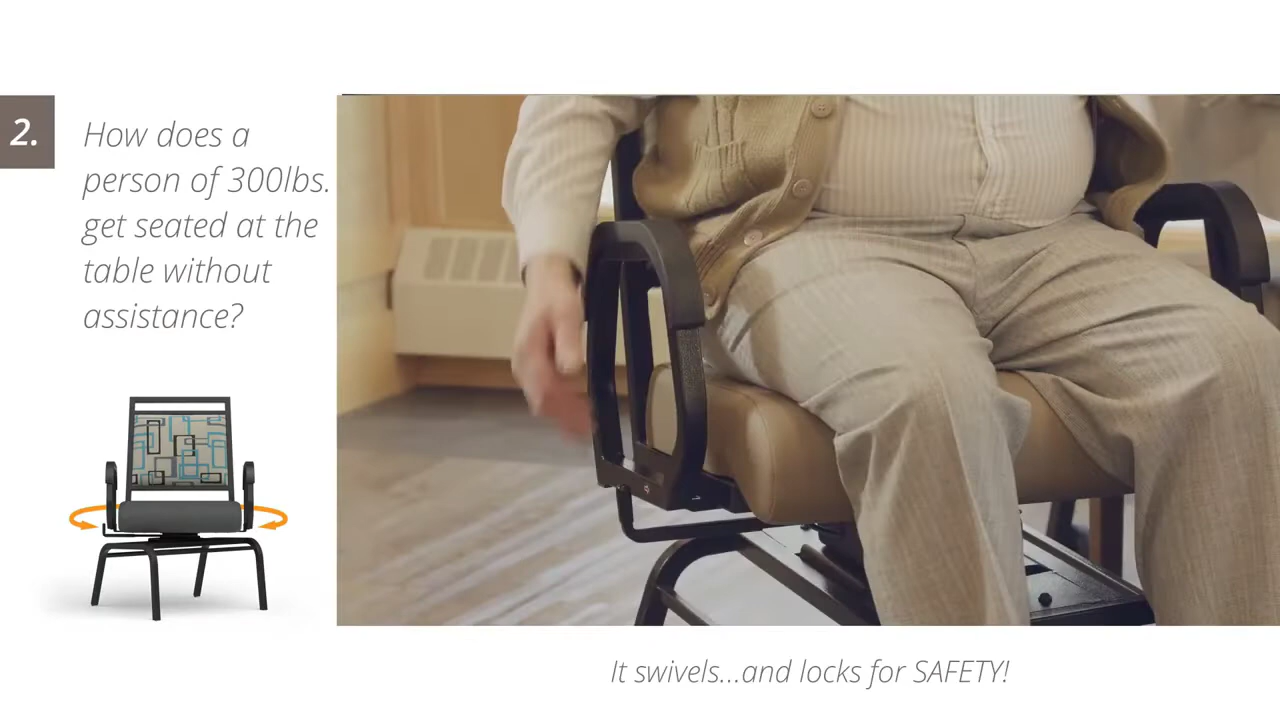 2.
How does a
person of 300lbs.
get seated at the
table without
assistance?
It swivels...and locks for SAFETY!